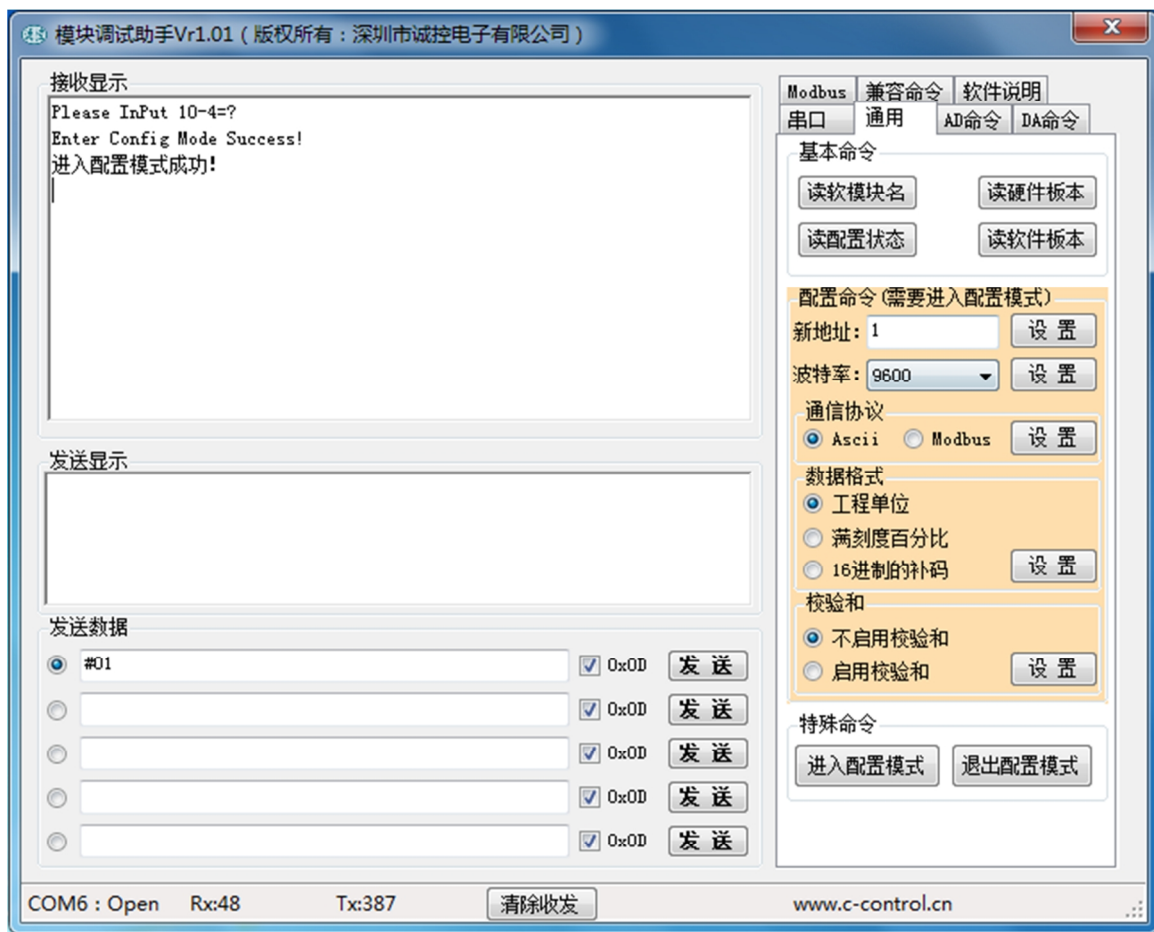 模块调试助手Vr1.01（版权所有：深圳市诚控电子有限公司）
接收显示
Please InPut 10-4=?
Enter Config Mode Success!
进入配置模式成功！
发送显示
发送数据
#01
0x0D
发 送
0x0D
发 送
0x0D
发 送
0x0D
发 送
0x0D
发 送
Modbus
兼容命令
软件说明
串口
通用
AD命令
DA命令
基本命令
读软模块名
读硬件板本
读配置状态
读软件板本
配置命令(需要进入配置模式)
新地址：
1
设 置
波特率：
9600
设 置
通信协议
Ascii
Modbus
设 置
数据格式
工程单位
满刻度百分比
16进制的补码
设 置
校验和
不启用校验和
启用校验和
设 置
特殊命令
进入配置模式
退出配置模式
COM6 : Open
Rx:48
Tx:387
清除收发
www.c-control.cn